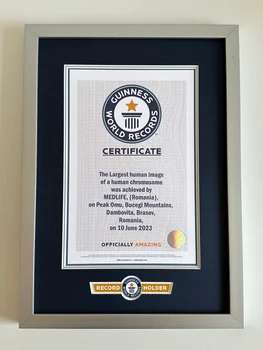 GUINNESS
WORLD RECORDS
CERTIFICATE
The Largest human image
of a human chromosome
was achieved by
MEDLIFE, (Romania),
on Peak Omu, Bucegi Mountains,
Dambovita, Brasov,
Romania,
on 10 June 2023
OFFICIALLY AMAZING
RECORD HOLDER